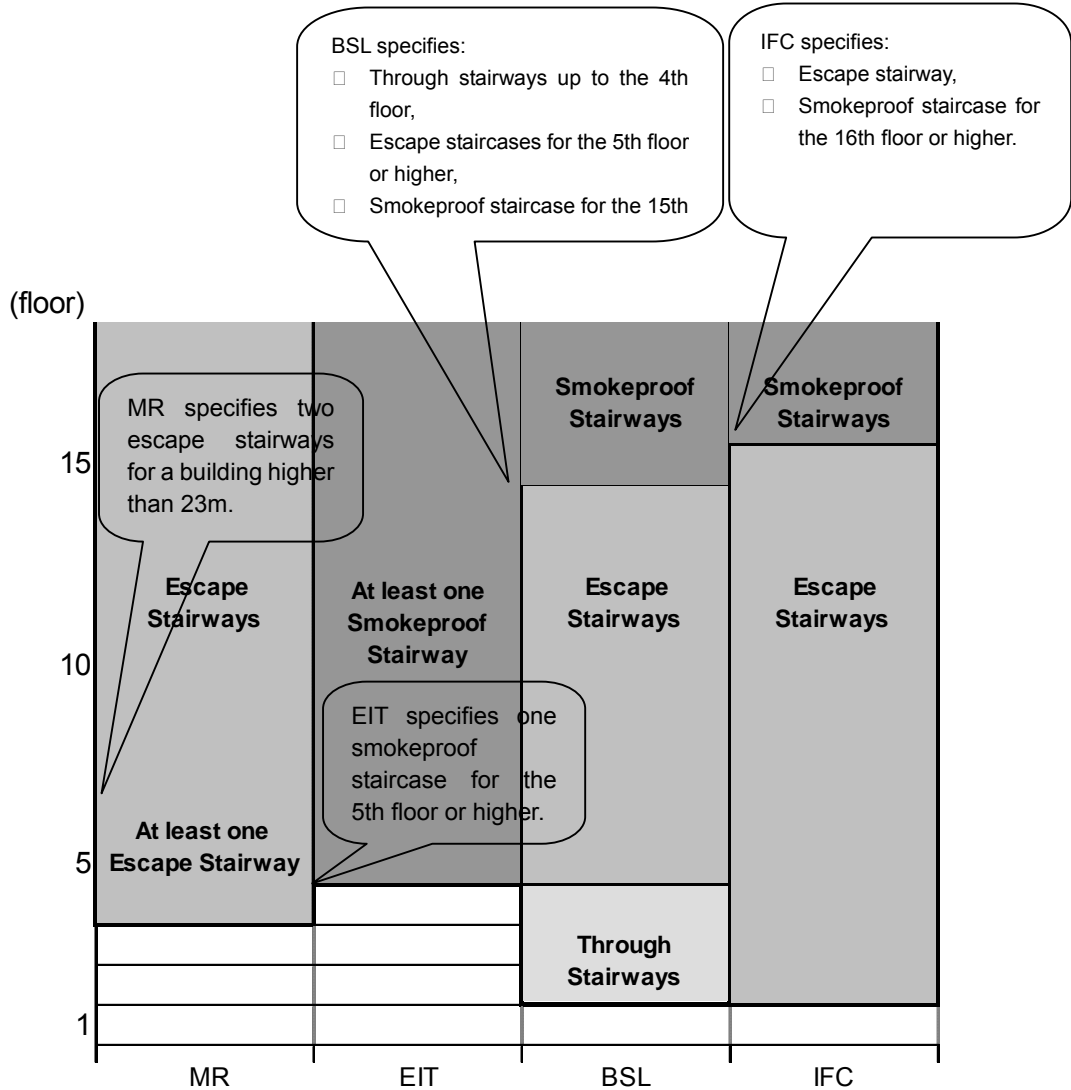 BSL specifies:
□ Through stairways up to the 4th
floor,
□ Escape staircases for the 5th floor
or higher,
□ Smokeproof staircase for the 15th
IFC specifies:
□ Escape stairway,
□ Smokeproof staircase for
the 16th floor or higher.
(floor)
MR specifies two
escape stairways
for a building higher
than 23m.
Smokeproof
Stairways
Smokeproof
Stairways
15
Escape
Stairways
At least one
Smokeproof
Stairway
Escape
Stairways
Escape
Stairways
10
EIT specifies one
smokeproof
staircase for the
5th floor or higher.
At least one
Escape Stairway
5
Through
Stairways
1
MR EIT BSL IFC